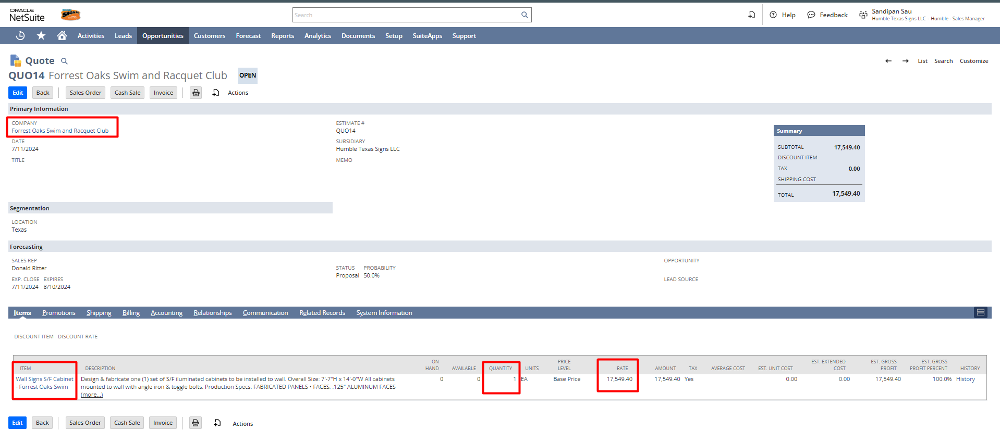 ORACLE
NetSuite
SIGNS
Search
Help
Feedback
Sandipan Sau
Humble Texas Signs LLC - Humble - Sales Manager
Activities Leads Opportunities Customers Forecast Reports Analytics Documents Setup SuiteApps Support
Quote
List Search Customize
QUO14 Forrest Oaks Swim and Racquet Club OPEN
Edit Back Sales Order Cash Sale Invoice Actions
Primary Information
COMPANY
Forrest Oaks Swim and Racquet Club
DATE
7/11/2024
TITLE
ESTIMATE #
QUO14
SUBSIDIARY
Humble Texas Signs LLC
MEMO
Summary
SUBTOTAL 17,549.40
DISCOUNT ITEM
TAX 0.00
SHIPPING COST
TOTAL 17,549.40
Segmentation
LOCATION
Texas
Forecasting
SALES REP
Donald Ritter
EXP. CLOSE EXPIRES
7/11/2024 8/10/2024
STATUS PROBABILITY
Proposal 50.0%
OPPORTUNITY
LEAD SOURCE
Items Promotions Shipping Billing Accounting Relationships Communication Related Records System Information
DISCOUNT ITEM DISCOUNT RATE
ITEM DESCRIPTION ON HAND AVAILABLE QUANTITY UNITS PRICE LEVEL RATE AMOUNT TAX AVERAGE COST EST. UNIT COST EST. EXTENDED COST EST. GROSS PROFIT EST. GROSS PROFIT PERCENT HISTORY
Wall Signs S/F Cabinet - Forrest Oaks Swim
Design & fabricate one (1) set of S/F iluminated cabinets to be installed to wall. Overall Size: 7'-7"H x 14'-0"W All cabinets
mounted to wall with angle iron & toggle bolts. Production Specs: FABRICATED PANELS • FACES: .125" ALUMINUM FACES
(more...)
0 0 1 EA Base Price 17,549.40 17,549.40 Yes 0.00 0.00 17,549.40 100.0% History
Edit Back Sales Order Cash Sale Invoice Actions